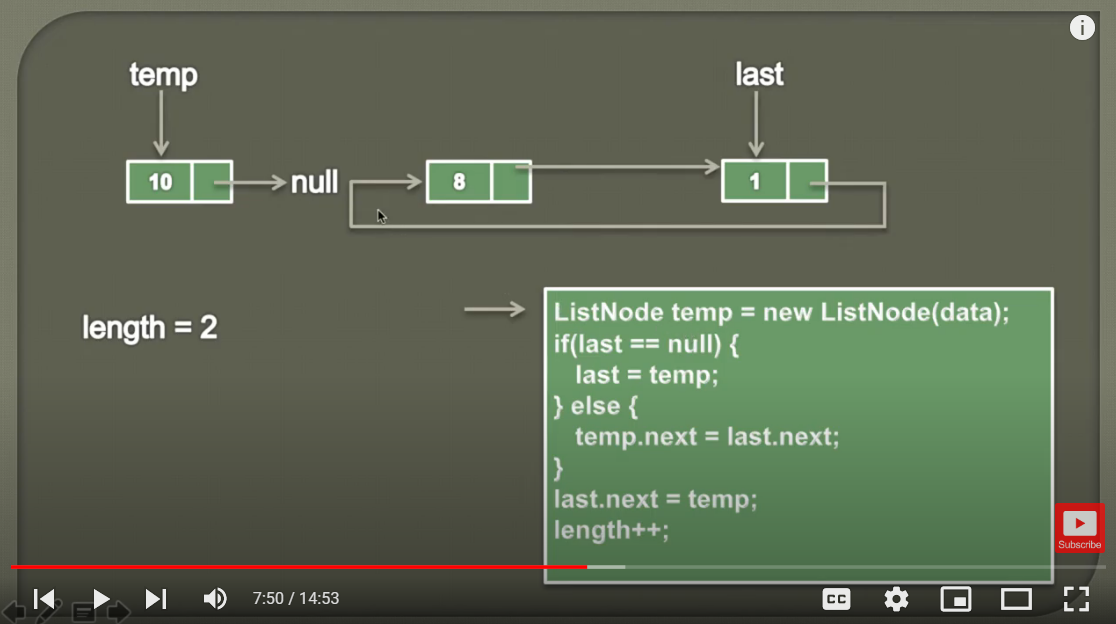 temp
last
10
null
8
1
length = 2
ListNode temp = new ListNode(data);
if(last == null) {
last = temp;
} else {
temp.next = last.next;
}
last.next = temp;
length++;
Subscribe
7:50 / 14:53
CC